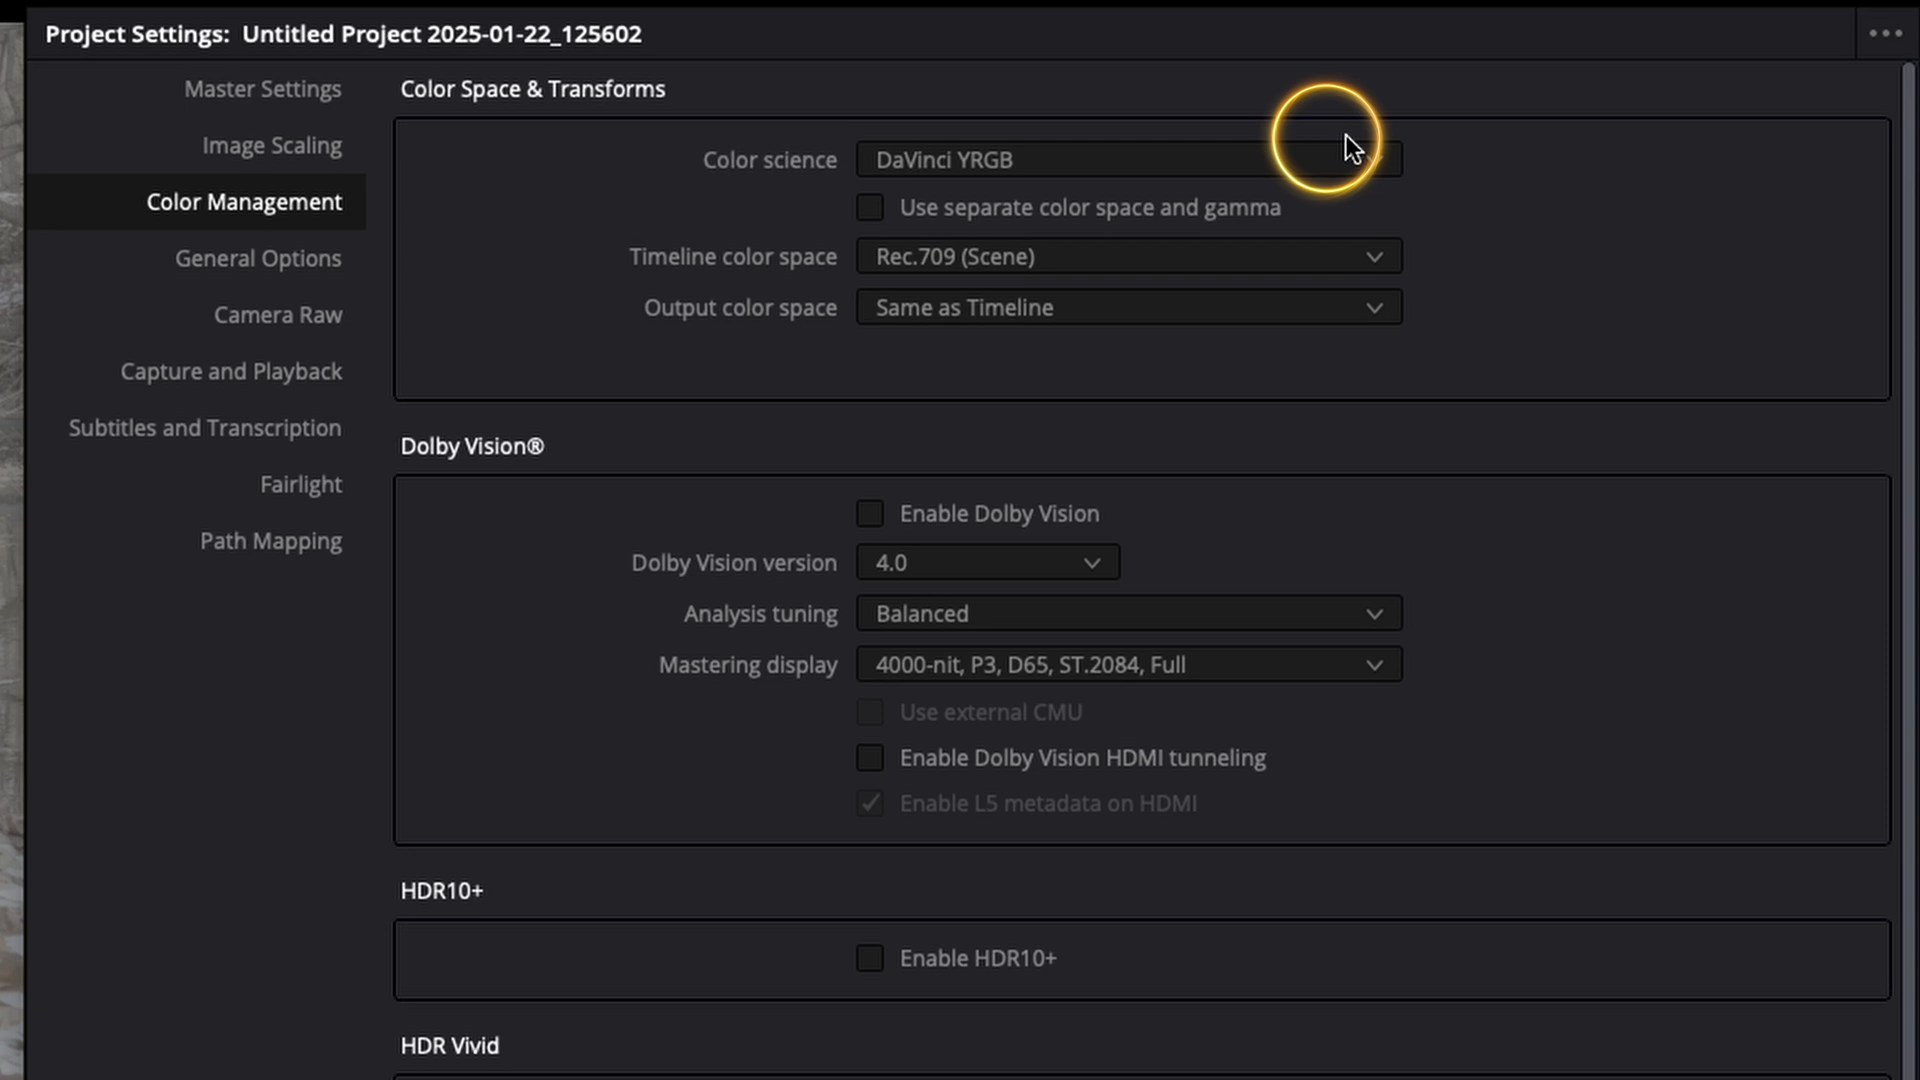 Project Settings: Untitled Project 2025-01-22_125602
Master Settings
Image Scaling
Color Management
General Options
Camera Raw
Capture and Playback
Subtitles and Transcription
Fairlight
Path Mapping
Color Space & Transforms
Color science DaVinci YRGB
Use separate color space and gamma
Timeline color space Rec.709 (Scene)
Output color space Same as Timeline
Dolby Vision®
Enable Dolby Vision
Dolby Vision version 4.0
Analysis tuning Balanced
Mastering display 4000-nit, P3, D65, ST.2084, Full
Use external CMU
Enable Dolby Vision HDMI tunneling
Enable L5 metadata on HDMI
HDR10+
Enable HDR10+
HDR Vivid